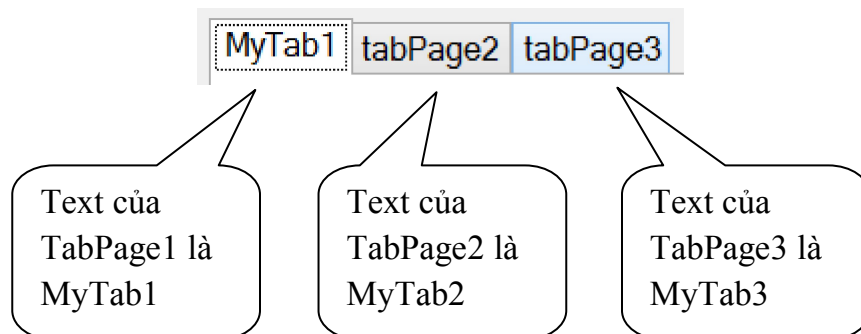 MyTab1 tabPage2 tabPage3
Text của
TabPage1 là
MyTab1
Text của
TabPage2 là
MyTab2
Text của
TabPage3 là
MyTab3